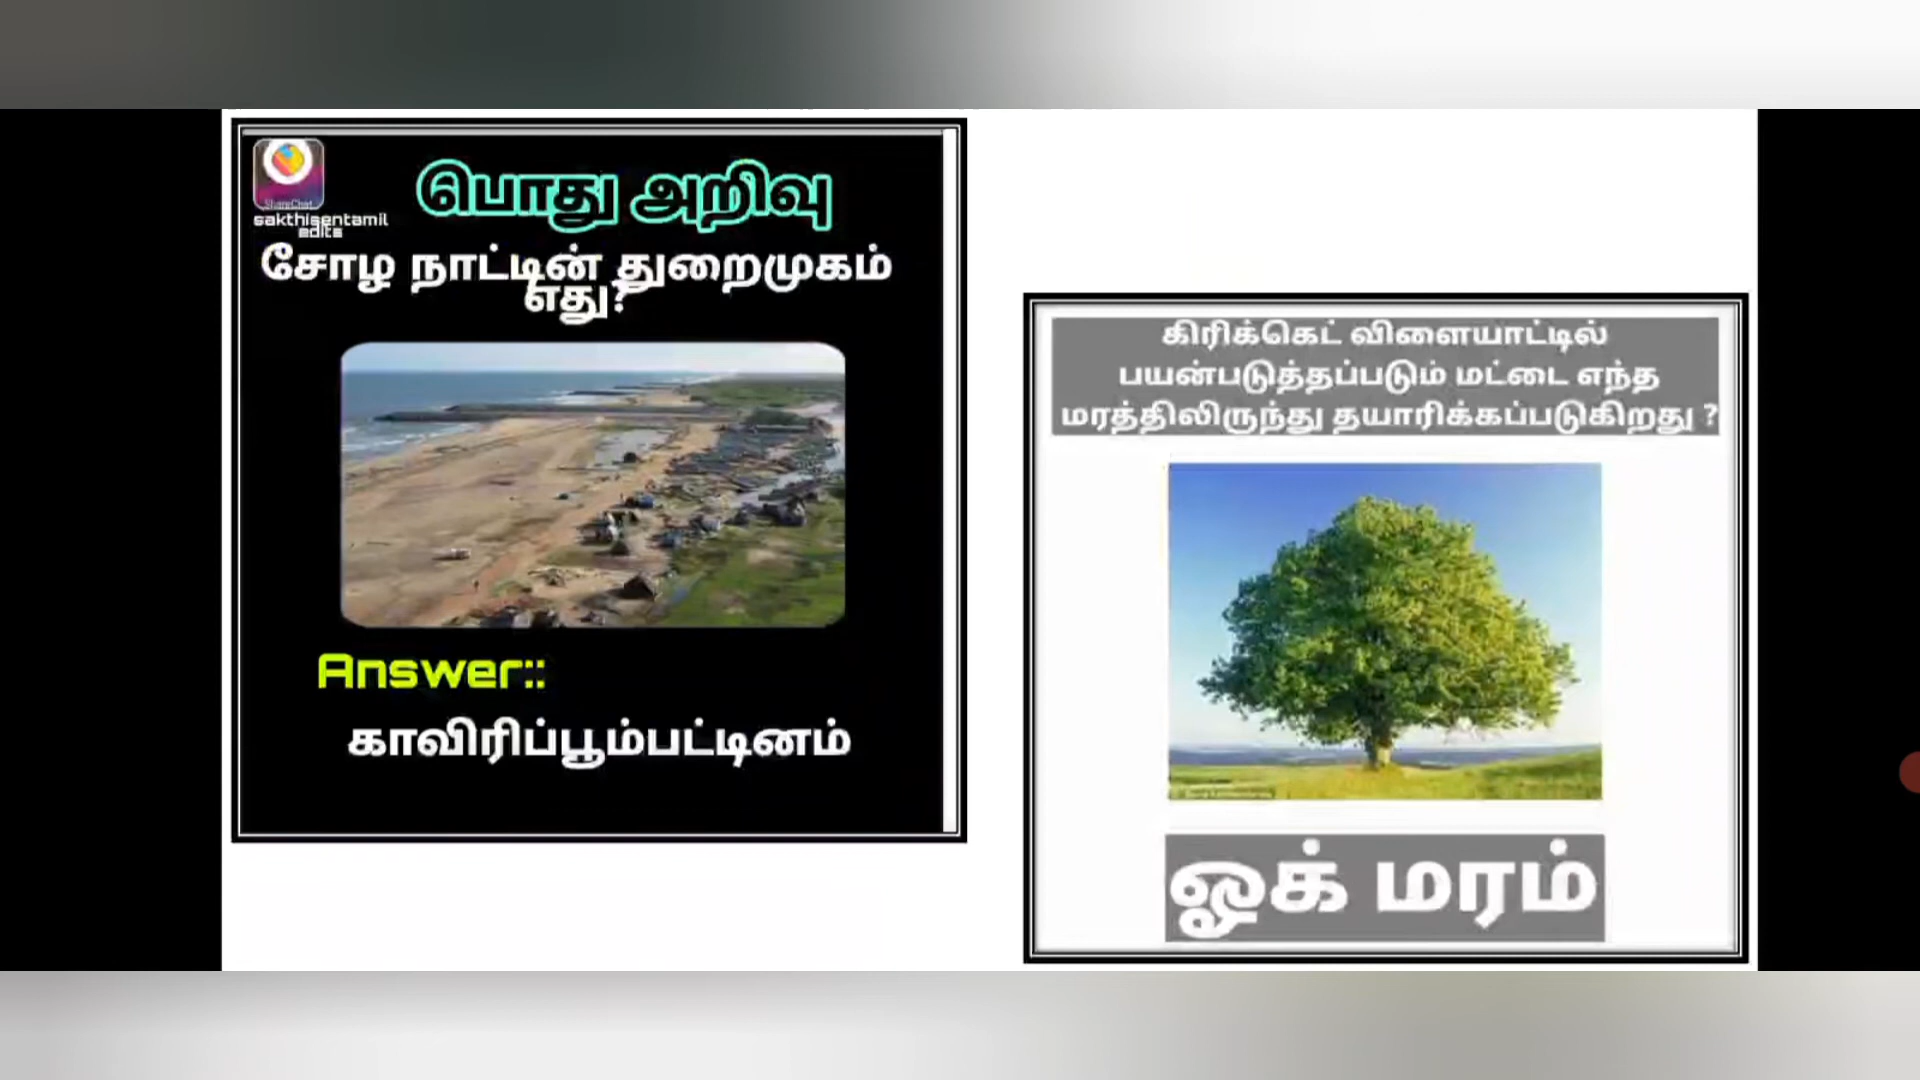 ShareChat
sakthisentamil
edits
பொது அறிவு
சோழ நாட்டின் துறைமுகம்
எது?
Answer::
காவிரிப்பூம்பட்டினம்
கிரிக்கெட் விளையாட்டில்
பயன்படுத்தப்படும் மட்டை எந்த
மரத்திலிருந்து தயாரிக்கப்படுகிறது ?
ஓக் மரம்